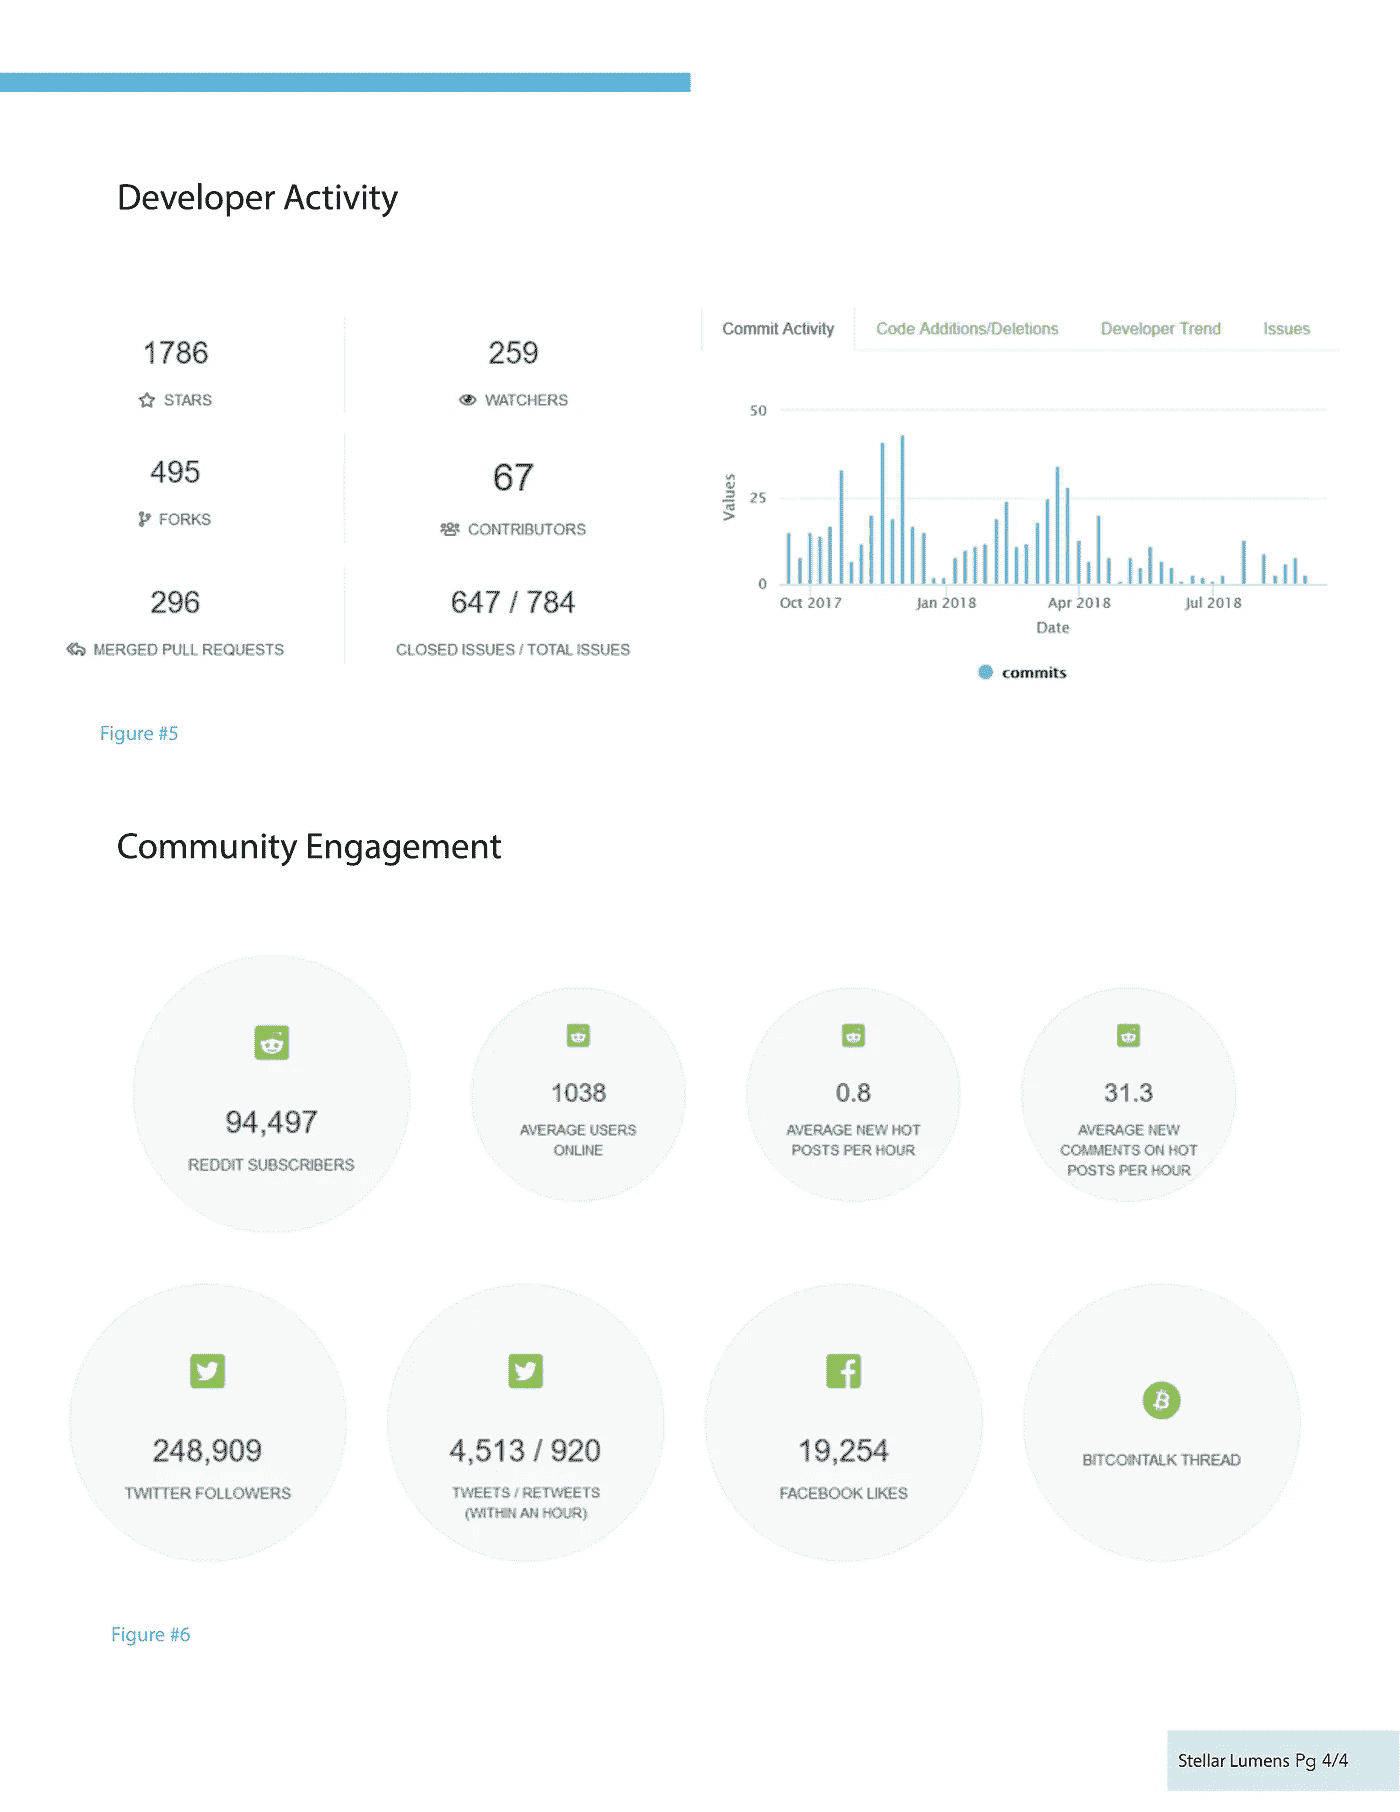 Developer Activity
1786
STARS
259
WATCHERS
495
FORKS
67
CONTRIBUTORS
296
MERGED PULL REQUESTS
647 / 784
CLOSED ISSUES / TOTAL ISSUES
Commit Activity
Code Additions/Deletions
Developer Trend
Issues
50
25
0
Values
Oct 2017
Jan 2018
Apr 2018
Jul 2018
Date
commits
Figure #5
Community Engagement
94,497
REDDIT SUBSCRIBERS
1038
AVERAGE USERS
ONLINE
0.8
AVERAGE NEW HOT
POSTS PER HOUR
31.3
AVERAGE NEW
COMMENTS ON HOT
POSTS PER HOUR
248,909
TWITTER FOLLOWERS
4,513 / 920
TWEETS / RETWEETS
(WITHIN AN HOUR)
19,254
FACEBOOK LIKES
BITCOINTALK THREAD
Figure #6
Stellar Lumens Pg 4/4